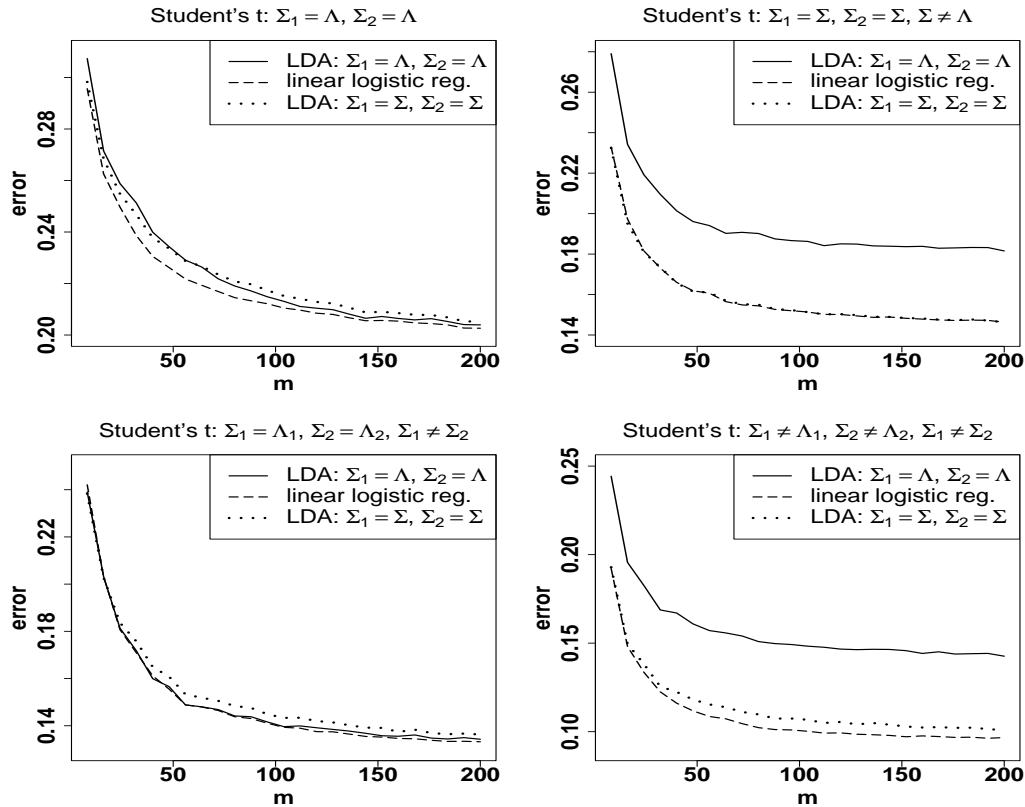 Student's t: Σ₁ = Λ, Σ₂ = Λ
LDA: Σ₁ = Λ, Σ₂ = Λ
linear logistic reg.
LDA: Σ₁ = Σ, Σ₂ = Σ
error
0.28
0.24
0.20
50
100
150
200
m
Student's t: Σ₁ = Σ, Σ₂ = Σ, Σ ≠ Λ
LDA: Σ₁ = Λ, Σ₂ = Λ
linear logistic reg.
LDA: Σ₁ = Σ, Σ₂ = Σ
error
0.26
0.22
0.18
0.14
50
100
150
200
m
Student's t: Σ₁ = Λ₁, Σ₂ = Λ₂, Σ₁ ≠ Σ₂
LDA: Σ₁ = Λ, Σ₂ = Λ
linear logistic reg.
LDA: Σ₁ = Σ, Σ₂ = Σ
error
0.22
0.18
0.14
50
100
150
200
m
Student's t: Σ₁ ≠ Λ₁, Σ₂ ≠ Λ₂, Σ₁ ≠ Σ₂
LDA: Σ₁ = Λ, Σ₂ = Λ
linear logistic reg.
LDA: Σ₁ = Σ, Σ₂ = Σ
error
0.25
0.20
0.15
0.10
50
100
150
200
m